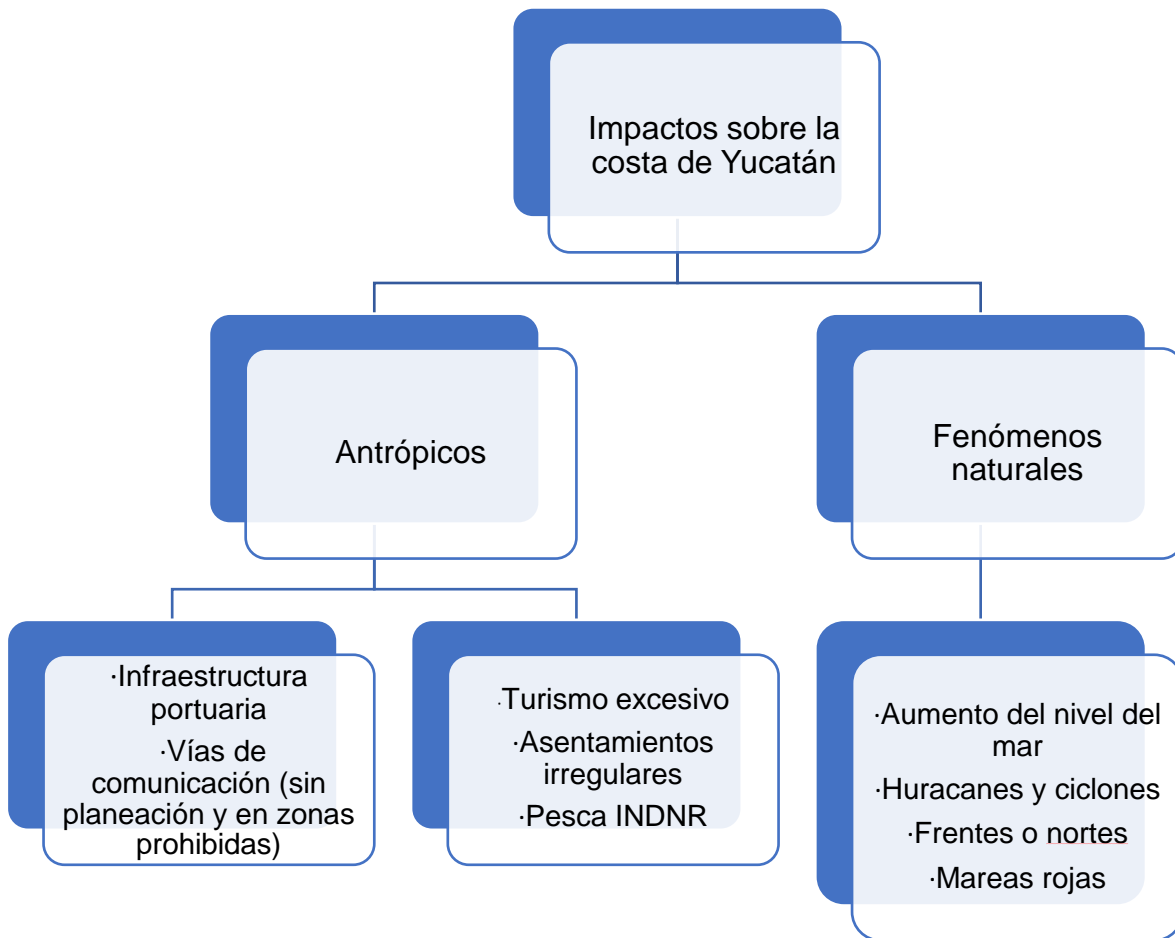 Impactos sobre la
costa de Yucatán
Antrópicos
Fenómenos
naturales
·Infraestructura
portuaria
·Vías de
comunicación (sin
planeación y en zonas
prohibidas)
·Turismo excesivo
·Asentamientos
irregulares
·Pesca INDNR
·Aumento del nivel del
mar
·Huracanes y ciclones
·Frentes o nortes
·Mareas rojas